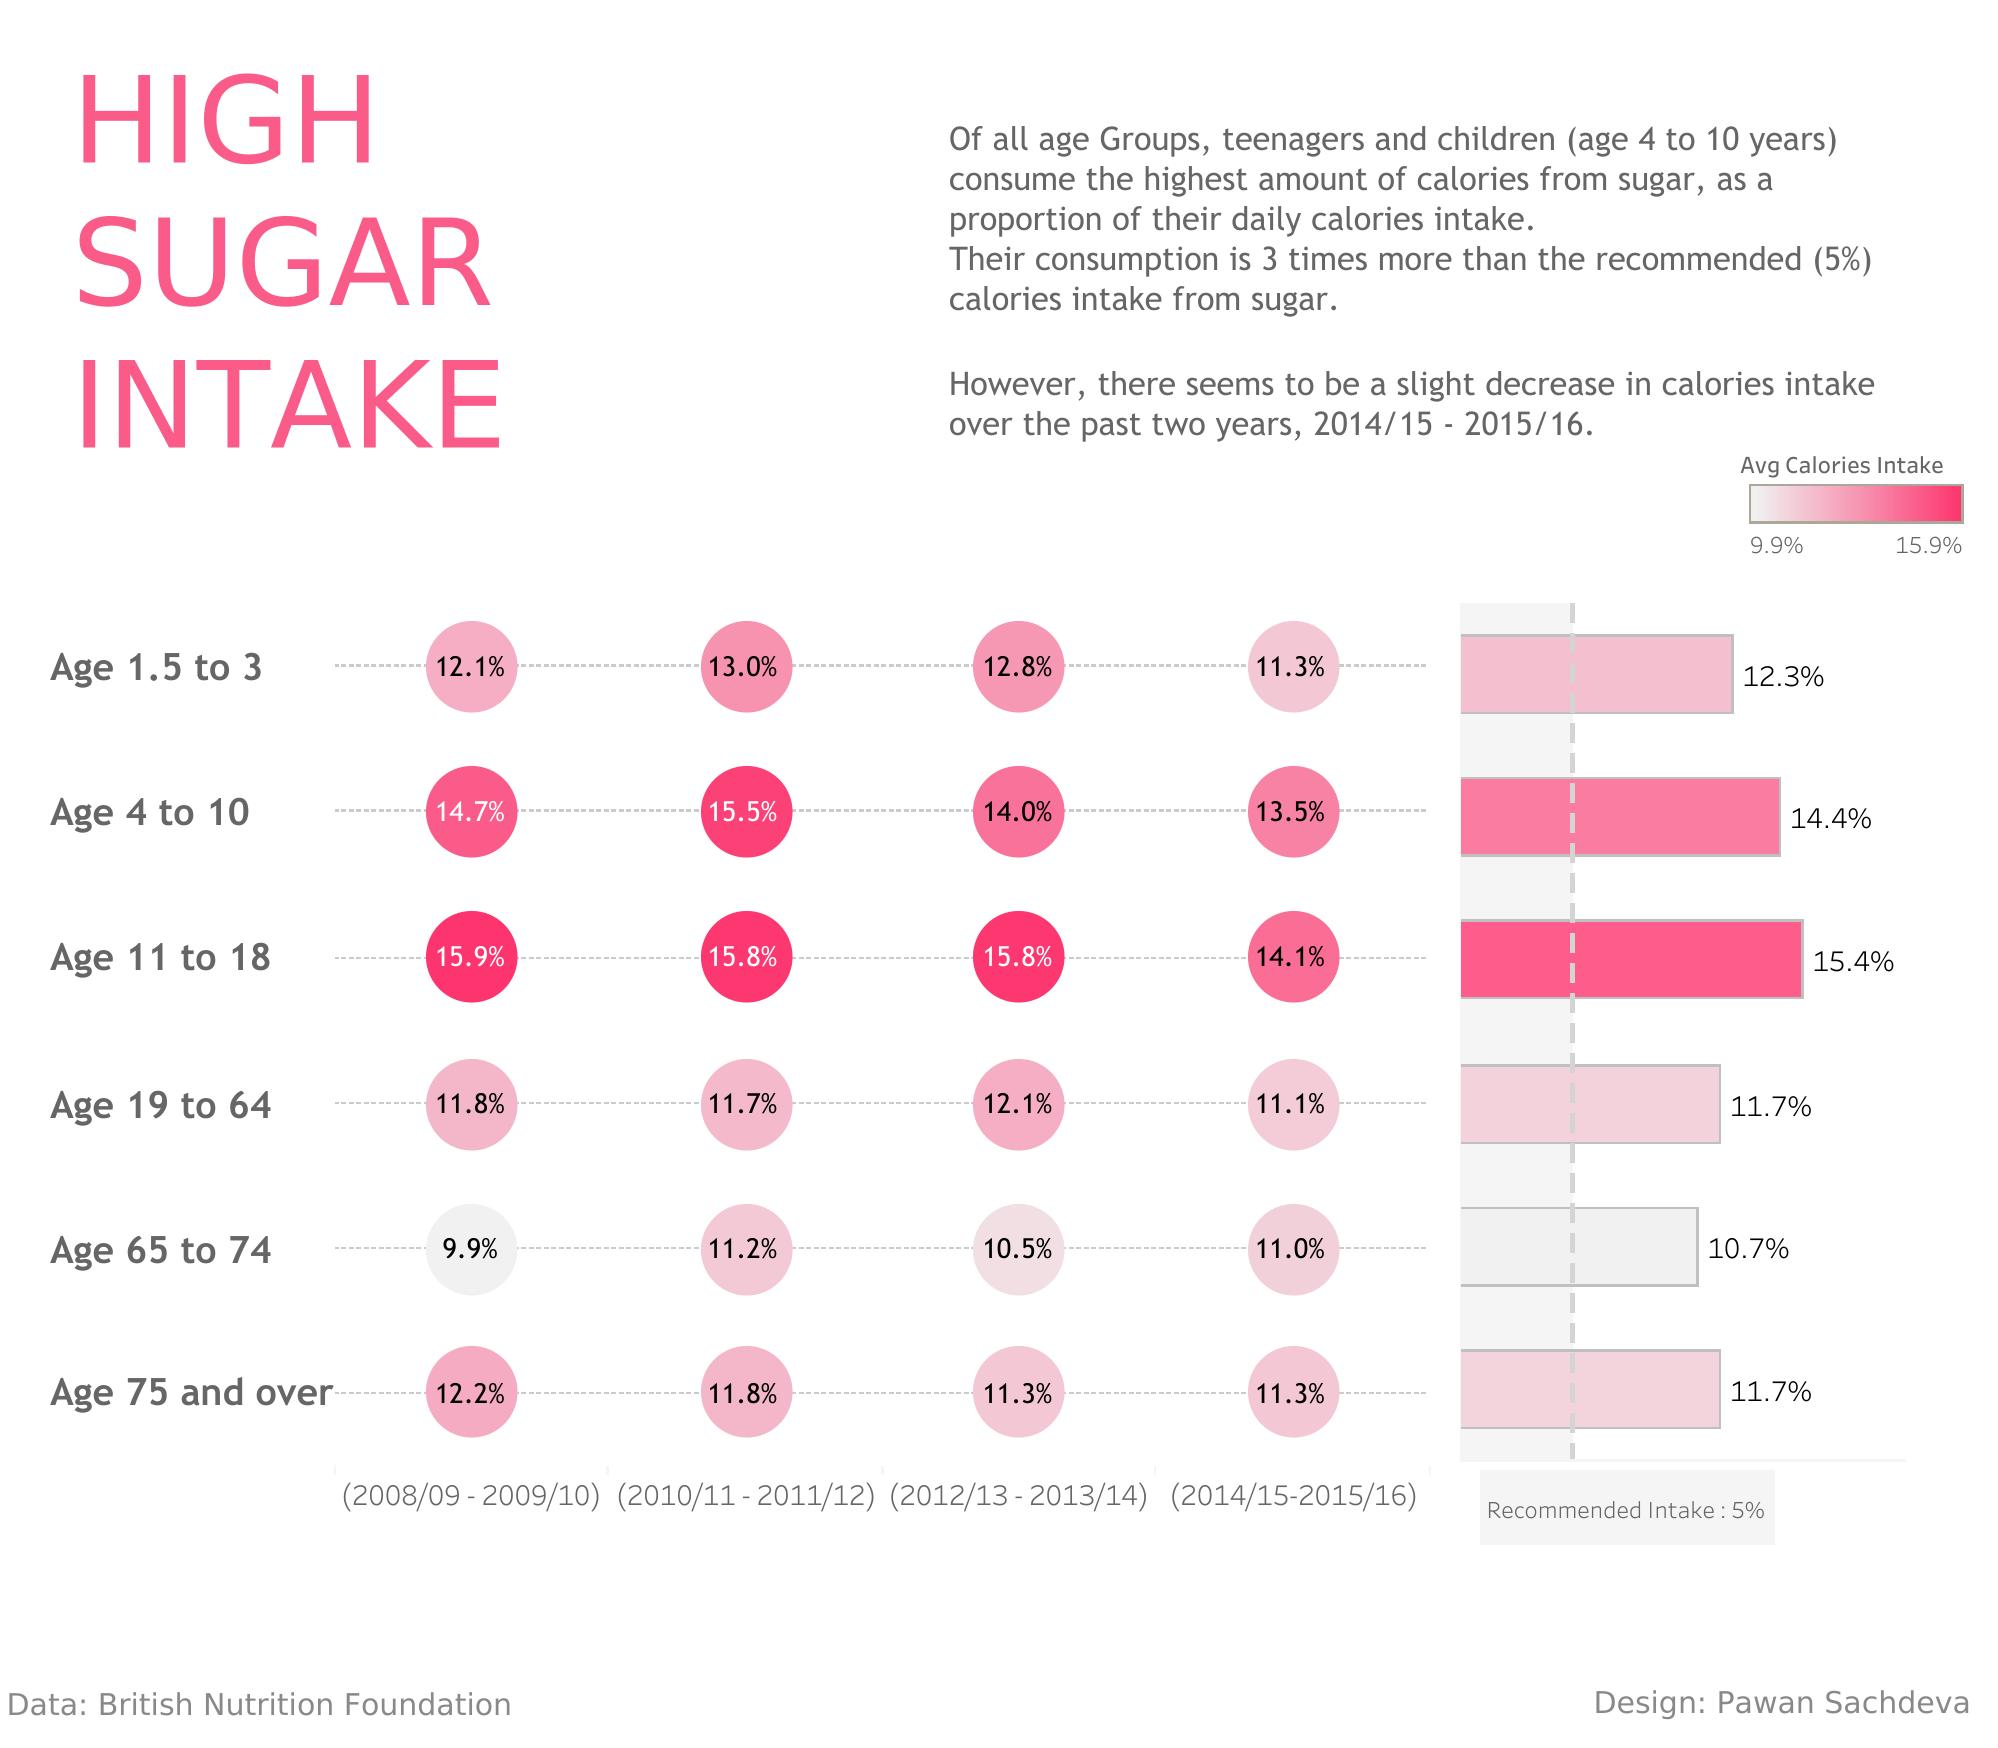 HIGH
SUGAR
INTAKE
Of all age Groups, teenagers and children (age 4 to 10 years)
consume the highest amount of calories from sugar, as a
proportion of their daily calories intake.
Their consumption is 3 times more than the recommended (5%)
calories intake from sugar.
However, there seems to be a slight decrease in calories intake
over the past two years, 2014/15 - 2015/16.
Avg Calories Intake
9.9% 15.9%
Age 1.5 to 3 12.1% 13.0% 12.8% 11.3% 12.3%
Age 4 to 10 14.7% 15.5% 14.0% 13.5% 14.4%
Age 11 to 18 15.9% 15.8% 15.8% 14.1% 15.4%
Age 19 to 64 11.8% 11.7% 12.1% 11.1% 11.7%
Age 65 to 74 9.9% 11.2% 10.5% 11.0% 10.7%
Age 75 and over 12.2% 11.8% 11.3% 11.3% 11.7%
(2008/09 - 2009/10) (2010/11 - 2011/12) (2012/13 - 2013/14) (2014/15-2015/16)
Recommended Intake : 5%
Data: British Nutrition Foundation
Design: Pawan Sachdeva